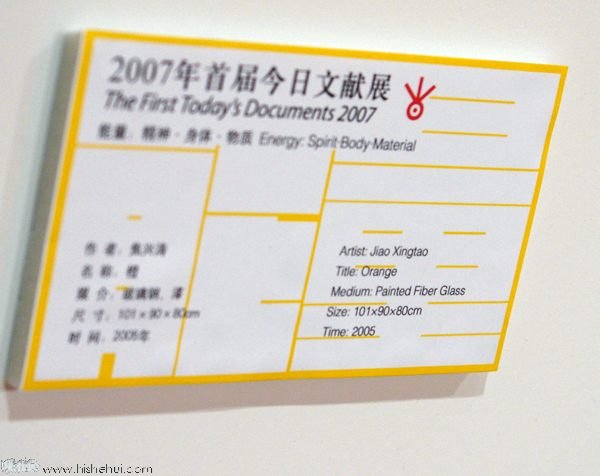 2007年首届今日文献展
The First Today's Documents 2007
能量：精神·身体·物质 Energy: Spirit·Body·Material
作 者：焦兴涛
名 称：橙
媒 介：玻璃钢、漆
尺 寸：101×90×80cm
时 间：2005年
Artist: Jiao Xingtao
Title: Orange
Medium: Painted Fiber Glass
Size: 101×90×80cm
Time: 2005
www.hishehui.com